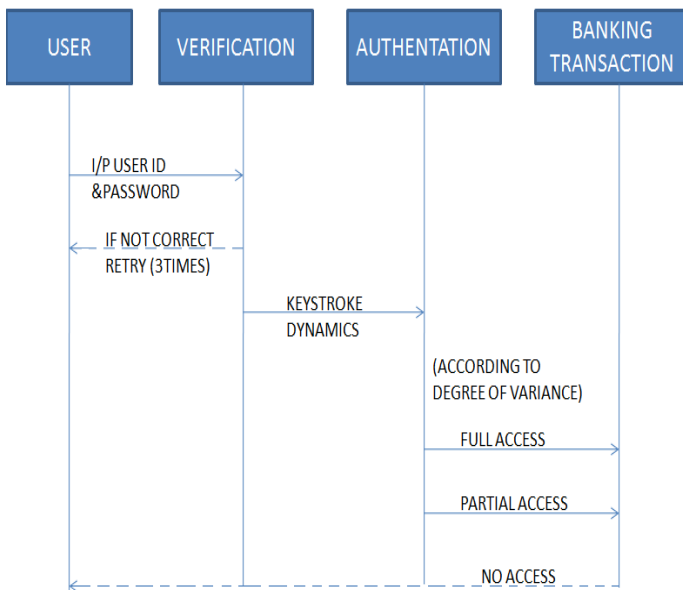 USER
VERIFICATION
AUTHENTATION
BANKING
TRANSACTION
I/P USER ID
&PASSWORD
IF NOT CORRECT
RETRY (3TIMES)
KEYSTROKE
DYNAMICS
(ACCORDING TO
DEGREE OF VARIANCE)
FULL ACCESS
PARTIAL ACCESS
NO ACCESS